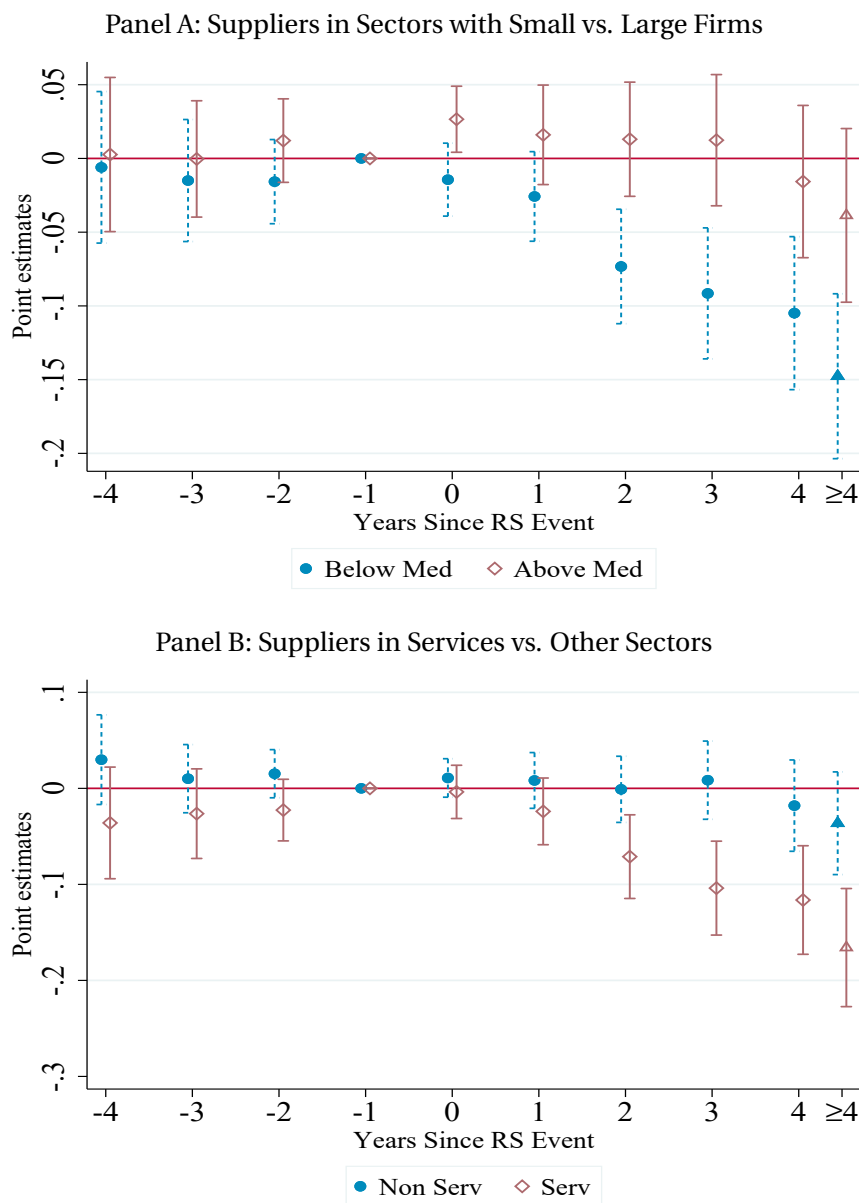 Panel A: Suppliers in Sectors with Small vs. Large Firms
Point estimates
.05
0
-.05
-.1
-.15
-.2
-4 -3 -2 -1 0 1 2 3 4 ≥4
Years Since RS Event
Below Med Above Med
Panel B: Suppliers in Services vs. Other Sectors
Point estimates
.1
0
-.1
-.2
-.3
-4 -3 -2 -1 0 1 2 3 4 ≥4
Years Since RS Event
Non Serv Serv